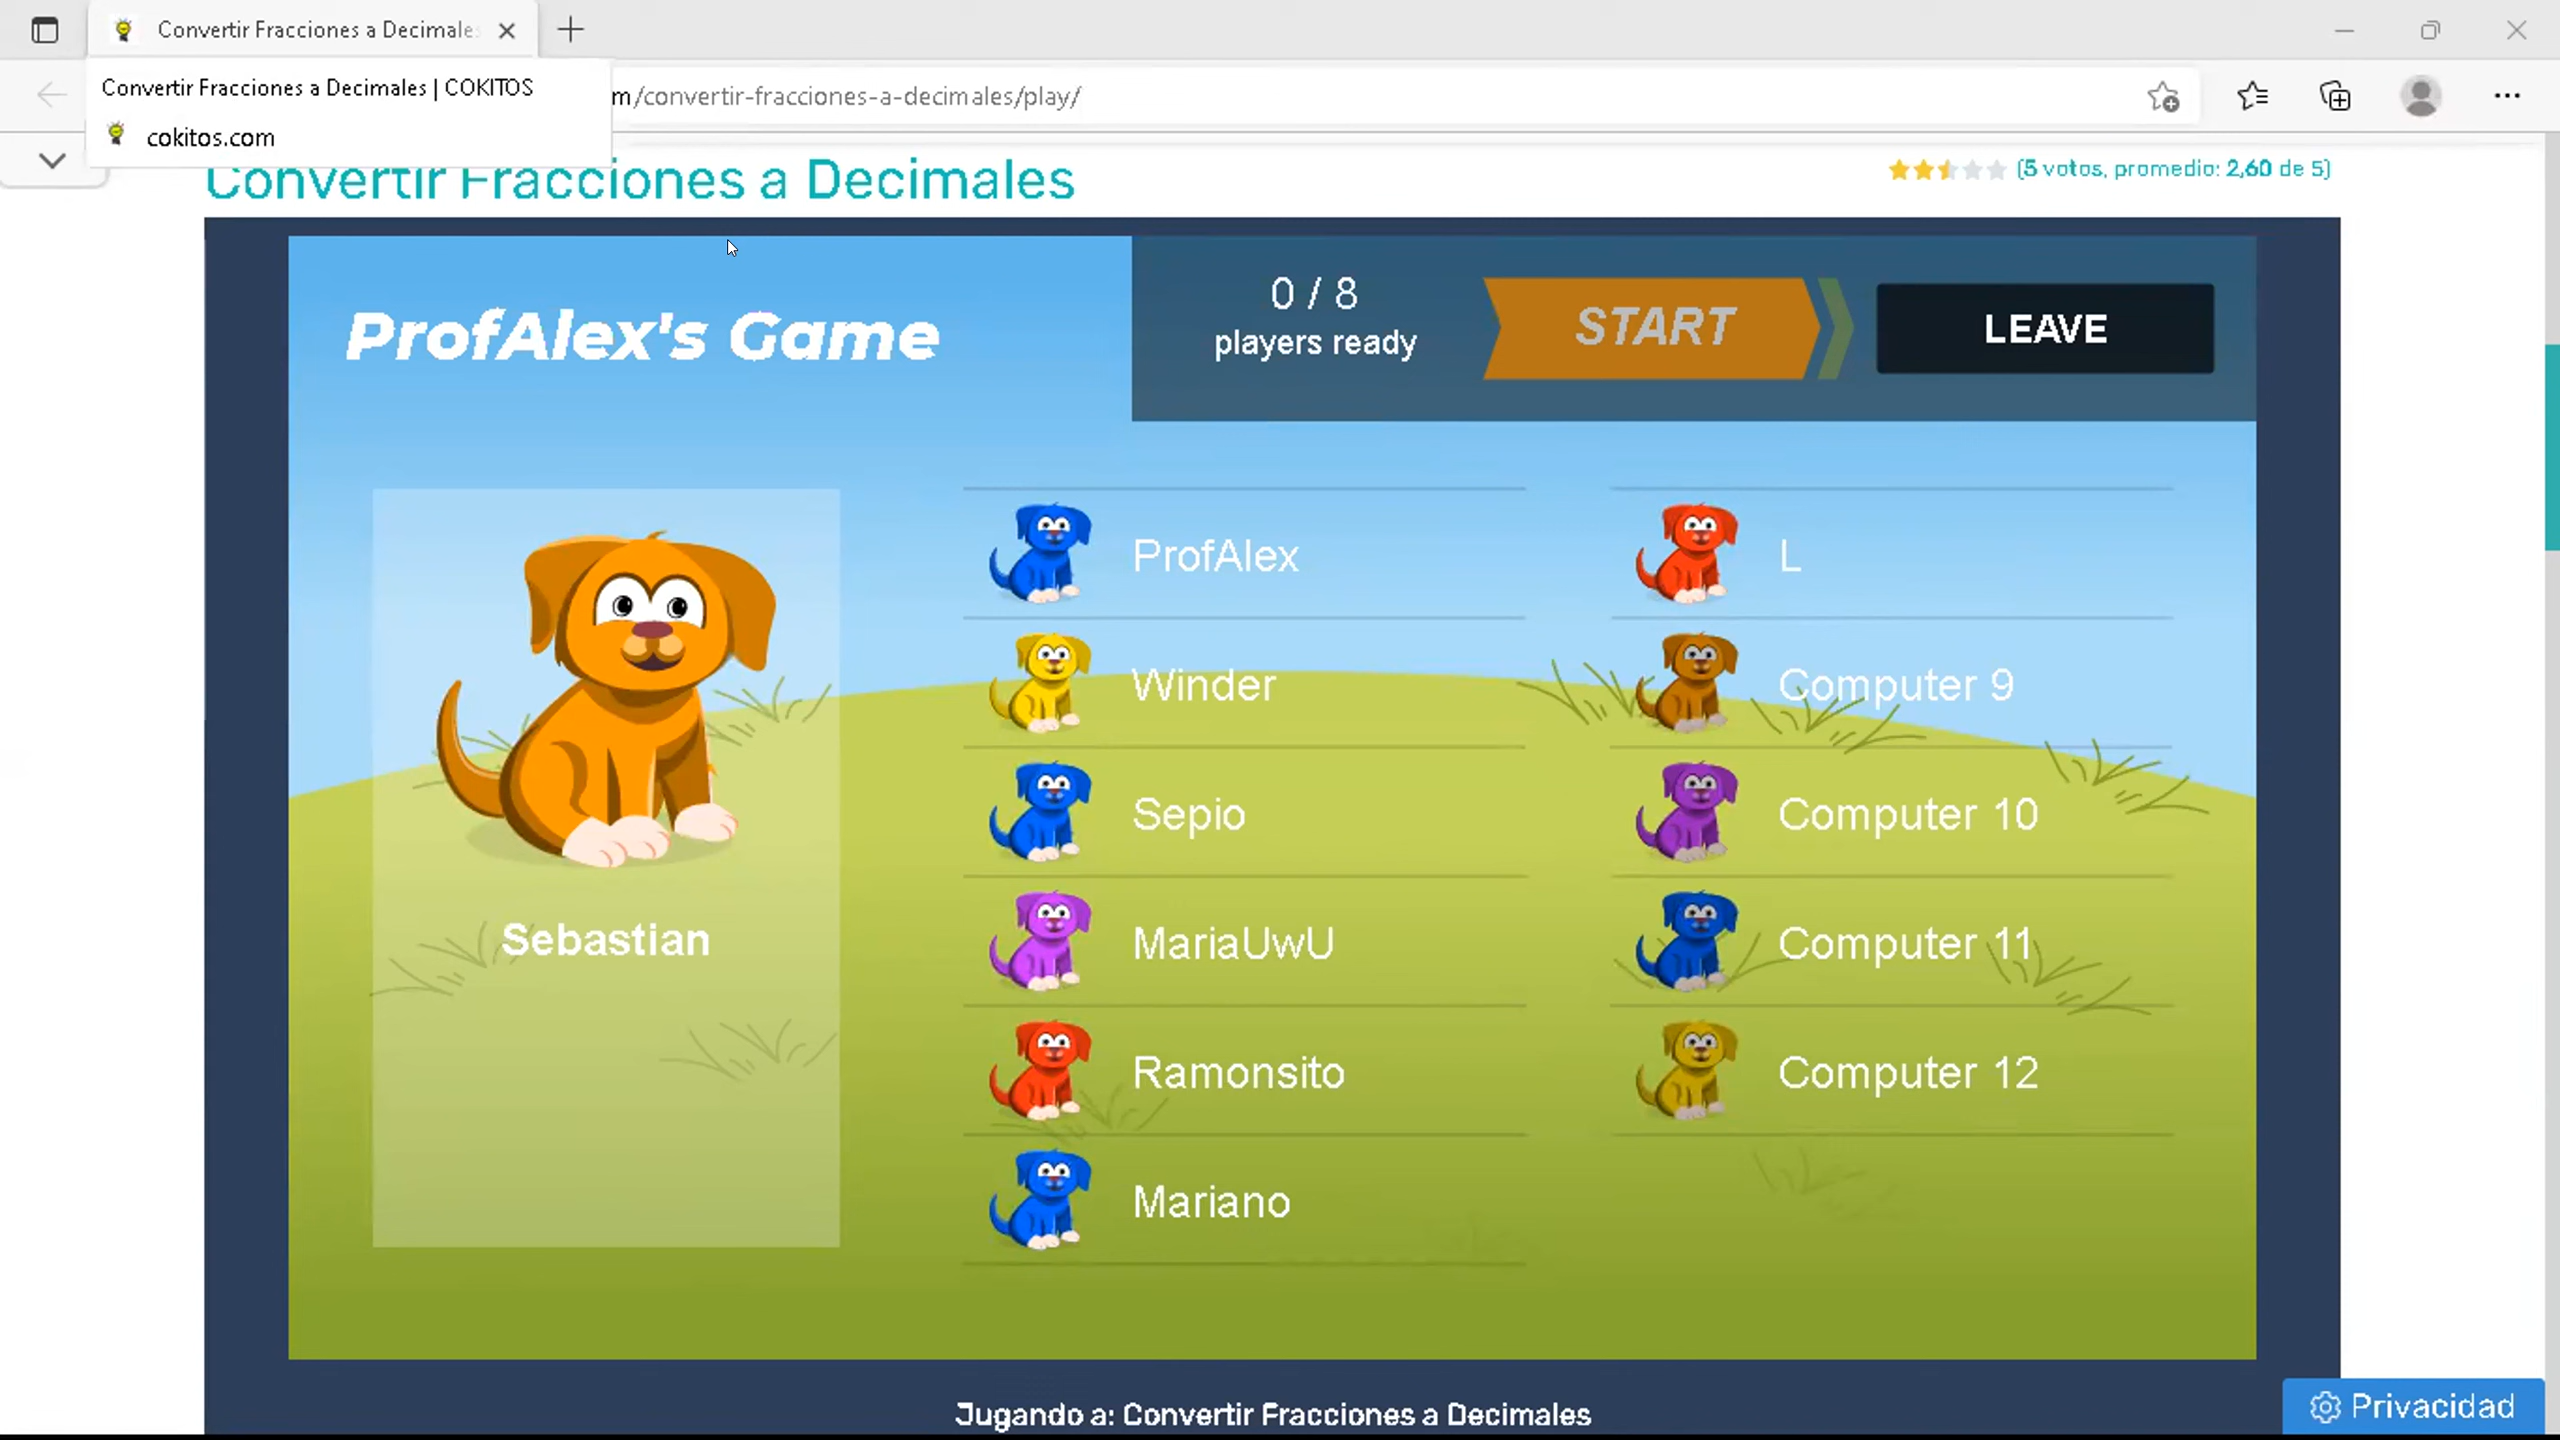 Convertir Fracciones a Decimales
Convertir Fracciones a Decimales | COKITOS
m/convertir-fracciones-a-decimales/play/
cokitos.com
Convertir Fracciones a Decimales
(5 votos, promedio: 2,60 de 5)
ProfAlex's Game
0 / 8
players ready
START
LEAVE
Sebastian
ProfAlex
Winder
Sepio
MariaUwU
Ramonsito
Mariano
L
Computer 9
Computer 10
Computer 11
Computer 12
Jugando a: Convertir Fracciones a Decimales
Privacidad